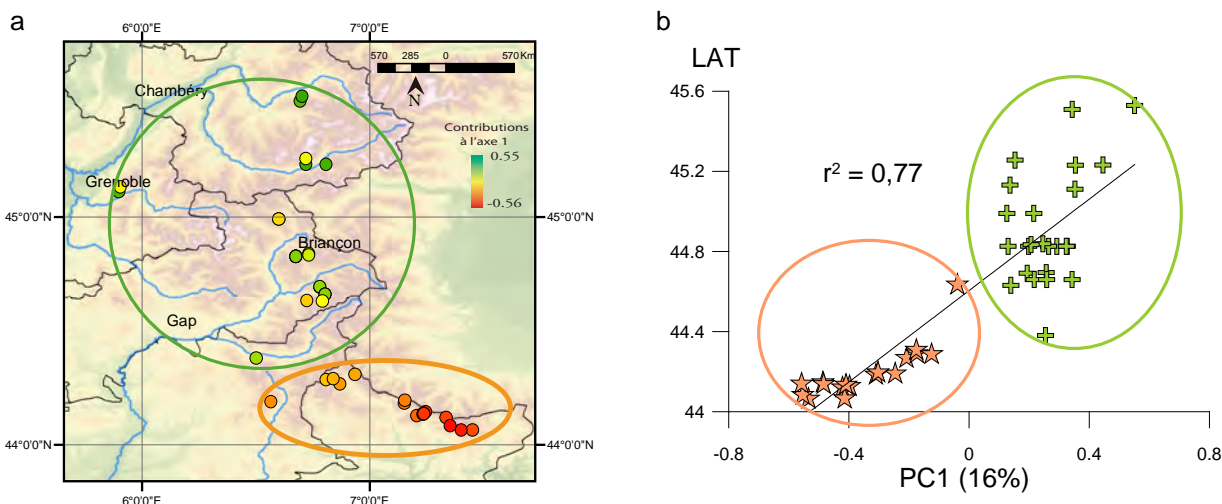 a
6°0'0"E
7°0'0"E
570 285 0 570 Km
N
Chambéry
Contributions
à l'axe 1
0.55
-0.56
Grenoble
45°0'0"N
45°0'0"N
Briançon
Gap
44°0'0"N
44°0'0"N
6°0'0"E
7°0'0"E
b
LAT
45.6
45.2
44.8
44.4
44
r² = 0,77
-0.8
-0.4
0
0.4
0.8
PC1 (16%)